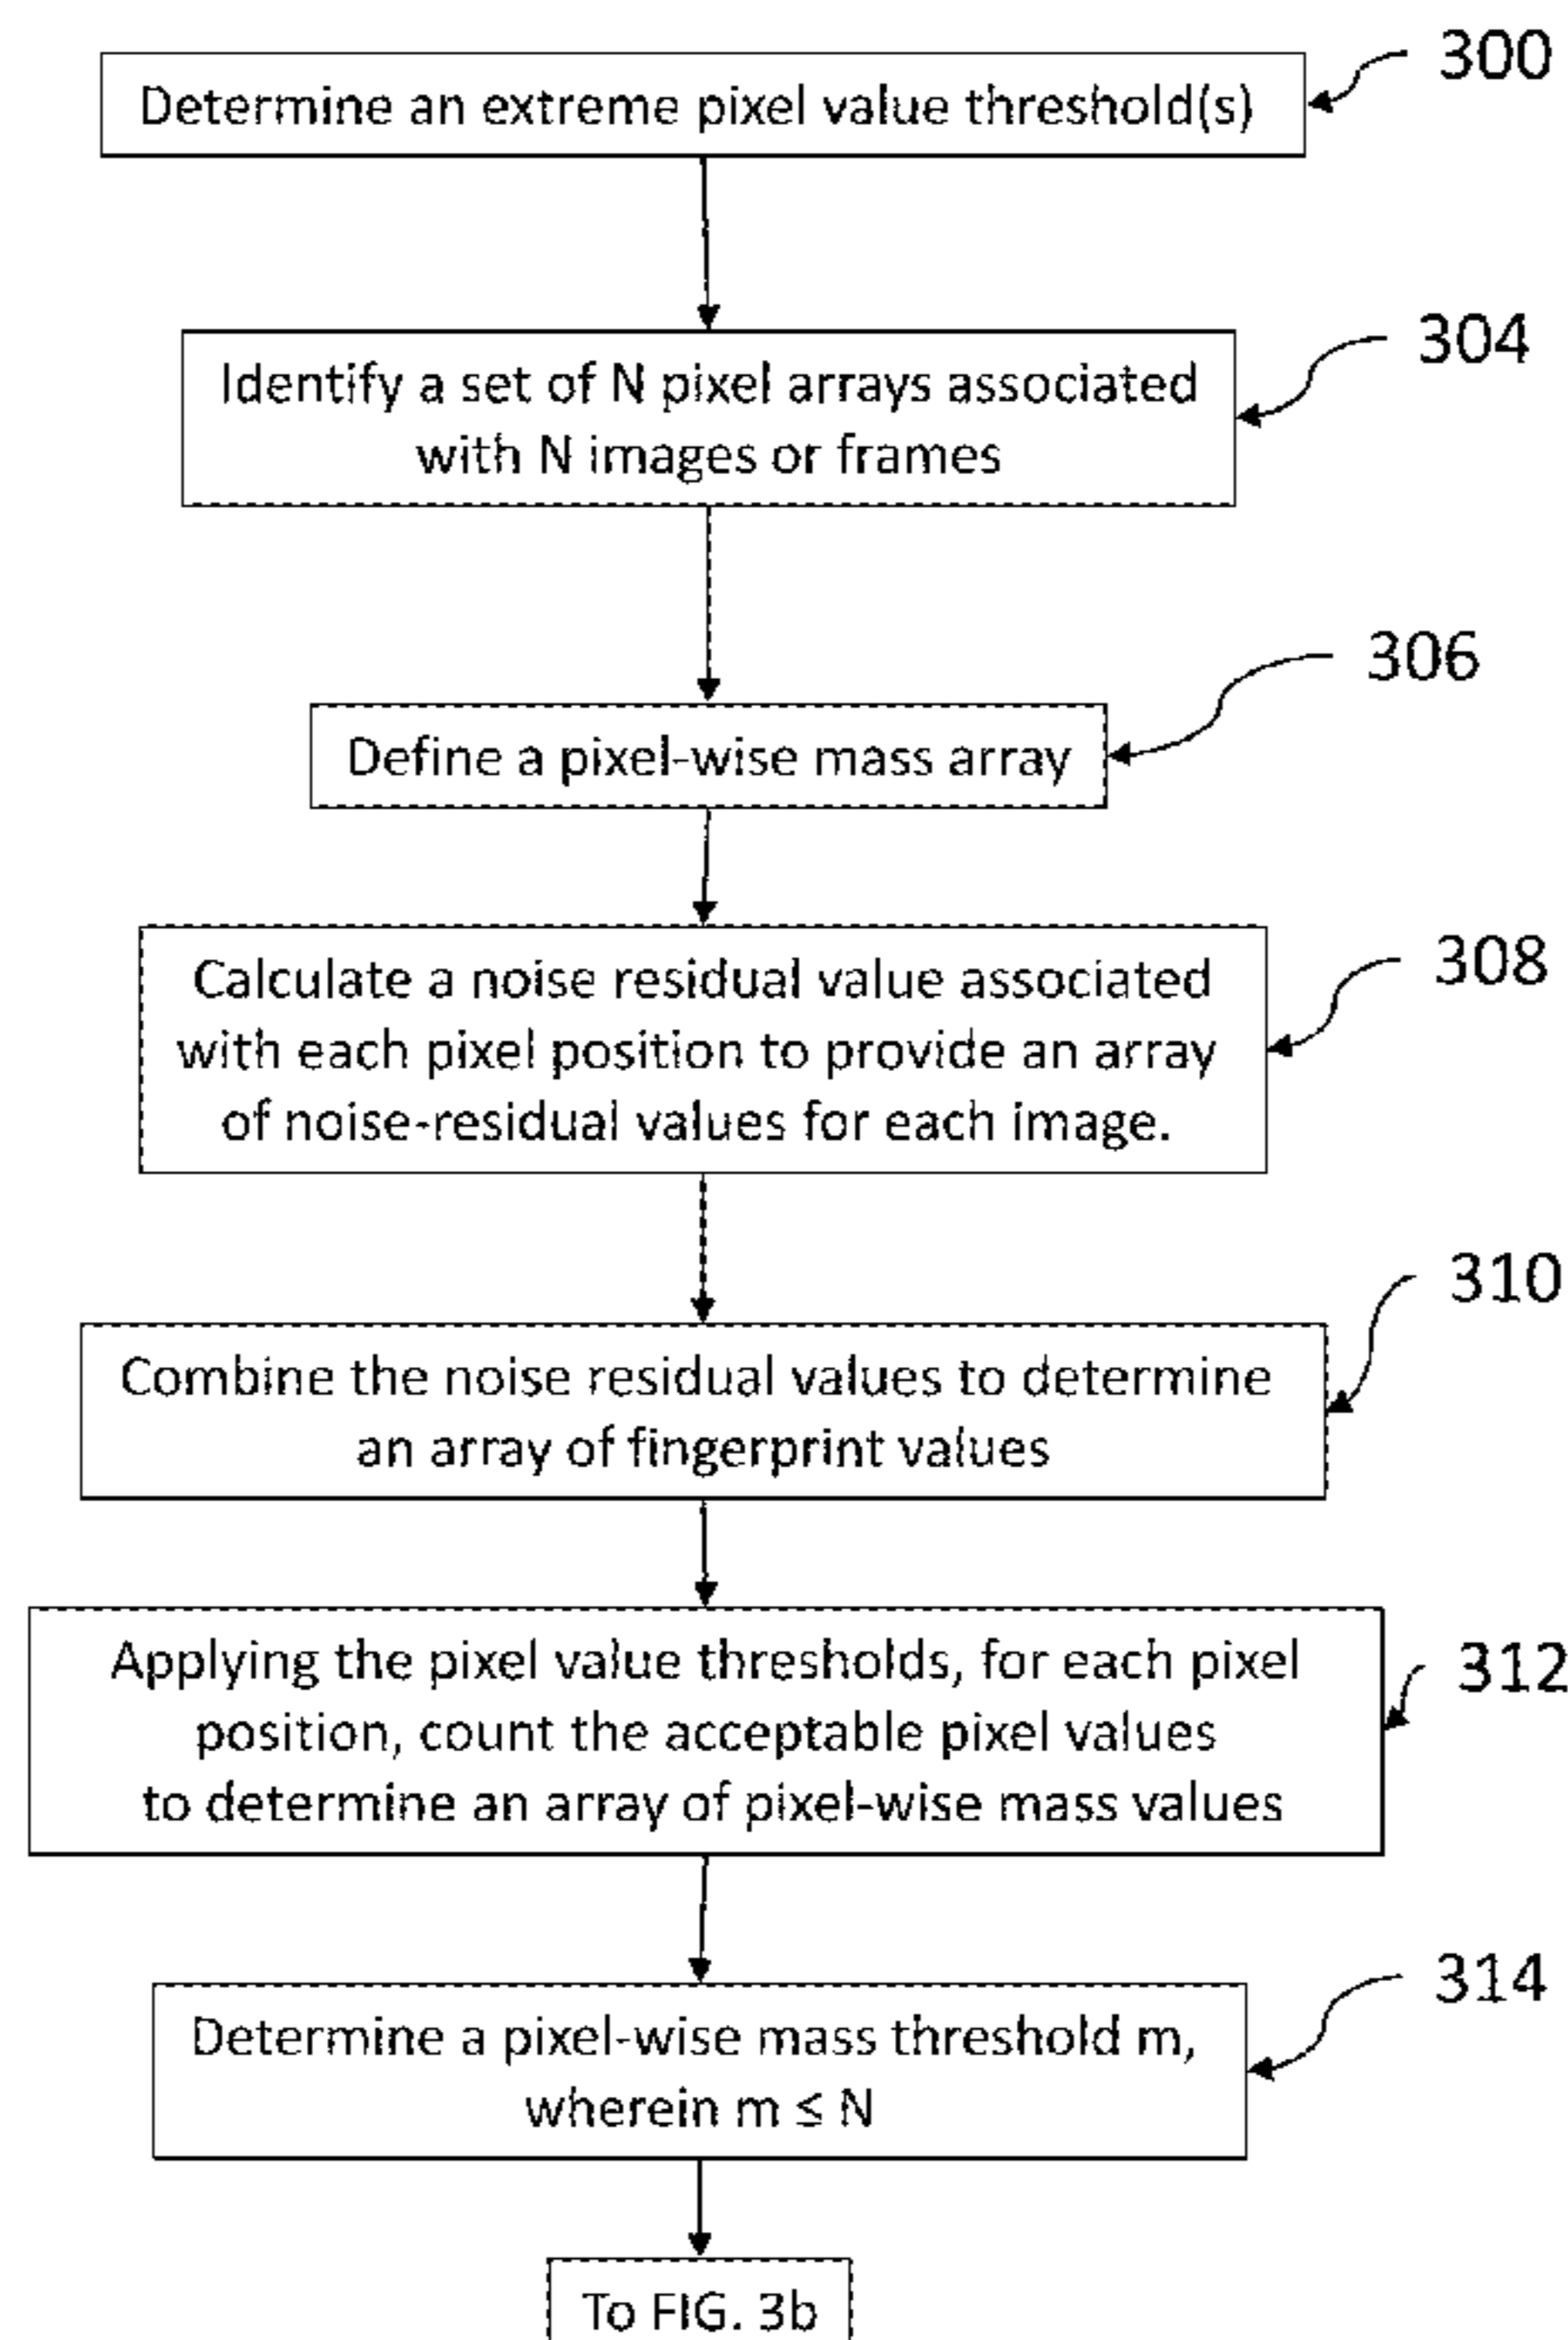 300
Determine an extreme pixel value threshold(s)
304
Identify a set of N pixel arrays associated
with N images or frames
306
Define a pixel-wise mass array
308
Calculate a noise residual value associated
with each pixel position to provide an array
of noise-residual values for each image.
310
Combine the noise residual values to determine
an array of fingerprint values
312
Applying the pixel value thresholds, for each pixel
position, count the acceptable pixel values
to determine an array of pixel-wise mass values
314
Determine a pixel-wise mass threshold m,
wherein m ≤ N
To FIG. 3b